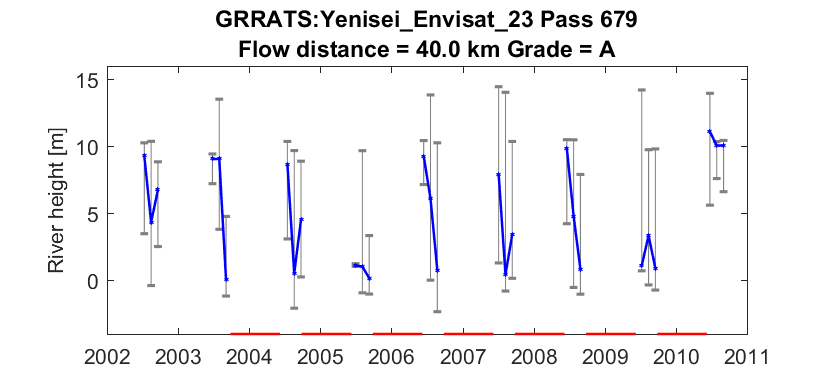 GRRATS:Yenisei_Envisat_23 Pass 679
Flow distance = 40.0 km Grade = A
River height [m]
15
10
5
0
2002 2003 2004 2005 2006 2007 2008 2009 2010 2011